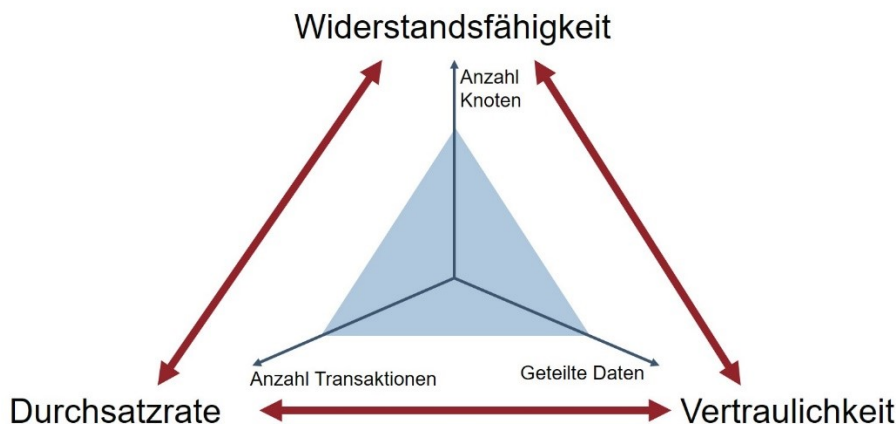 Widerstandsfähigkeit
Anzahl
Knoten
Anzahl Transaktionen
Geteilte Daten
Durchsatzrate
Vertraulichkeit